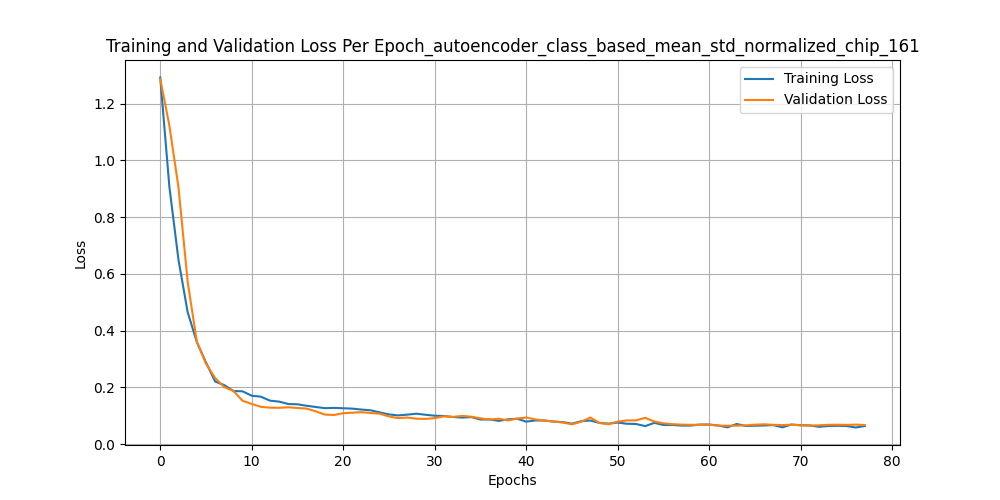 Training and Validation Loss Per Epoch_autoencoder_class_based_mean_std_normalized_chip_161
Training Loss
Validation Loss
1.2
1.0
0.8
0.6
0.4
0.2
0.0
Loss
0 10 20 30 40 50 60 70 80
Epochs